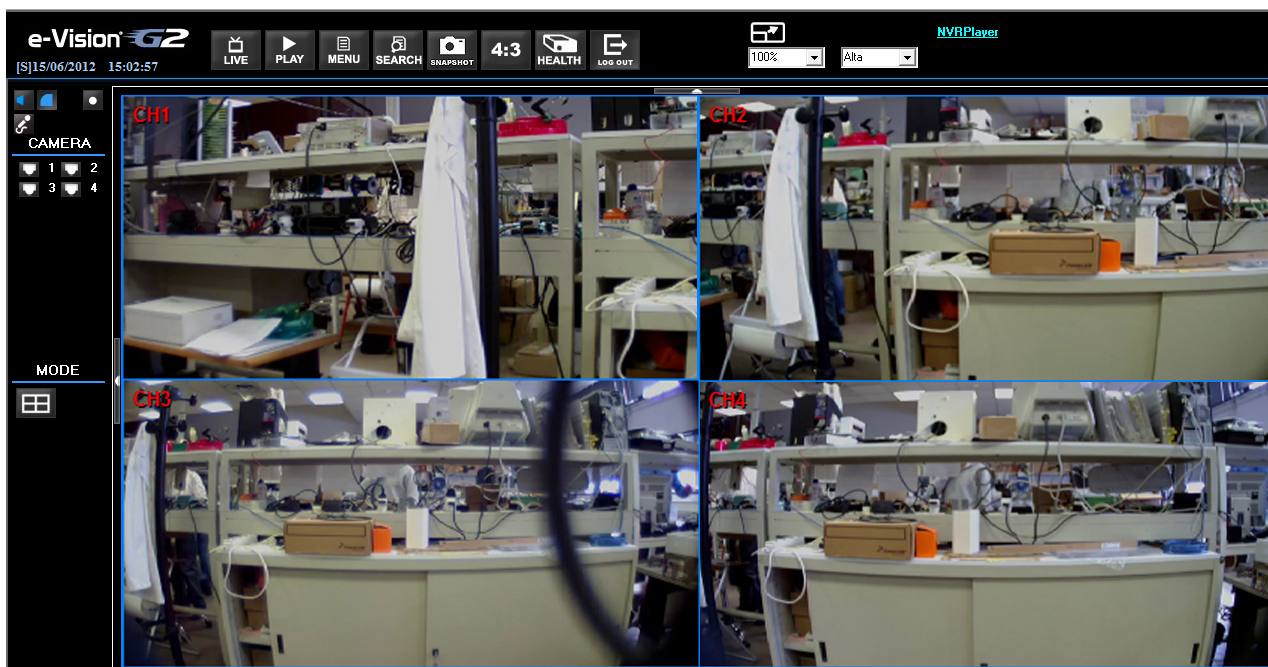 e-Vision G2
[S]15/06/2012 15:02:57
LIVE
PLAY
MENU
SEARCH
SNAPSHOT
4:3
HEALTH
LOG OUT
100%
Alta
NVRPlayer
CAMERA
1 2
3 4
MODE
CH1
CH2
CH3
CH4